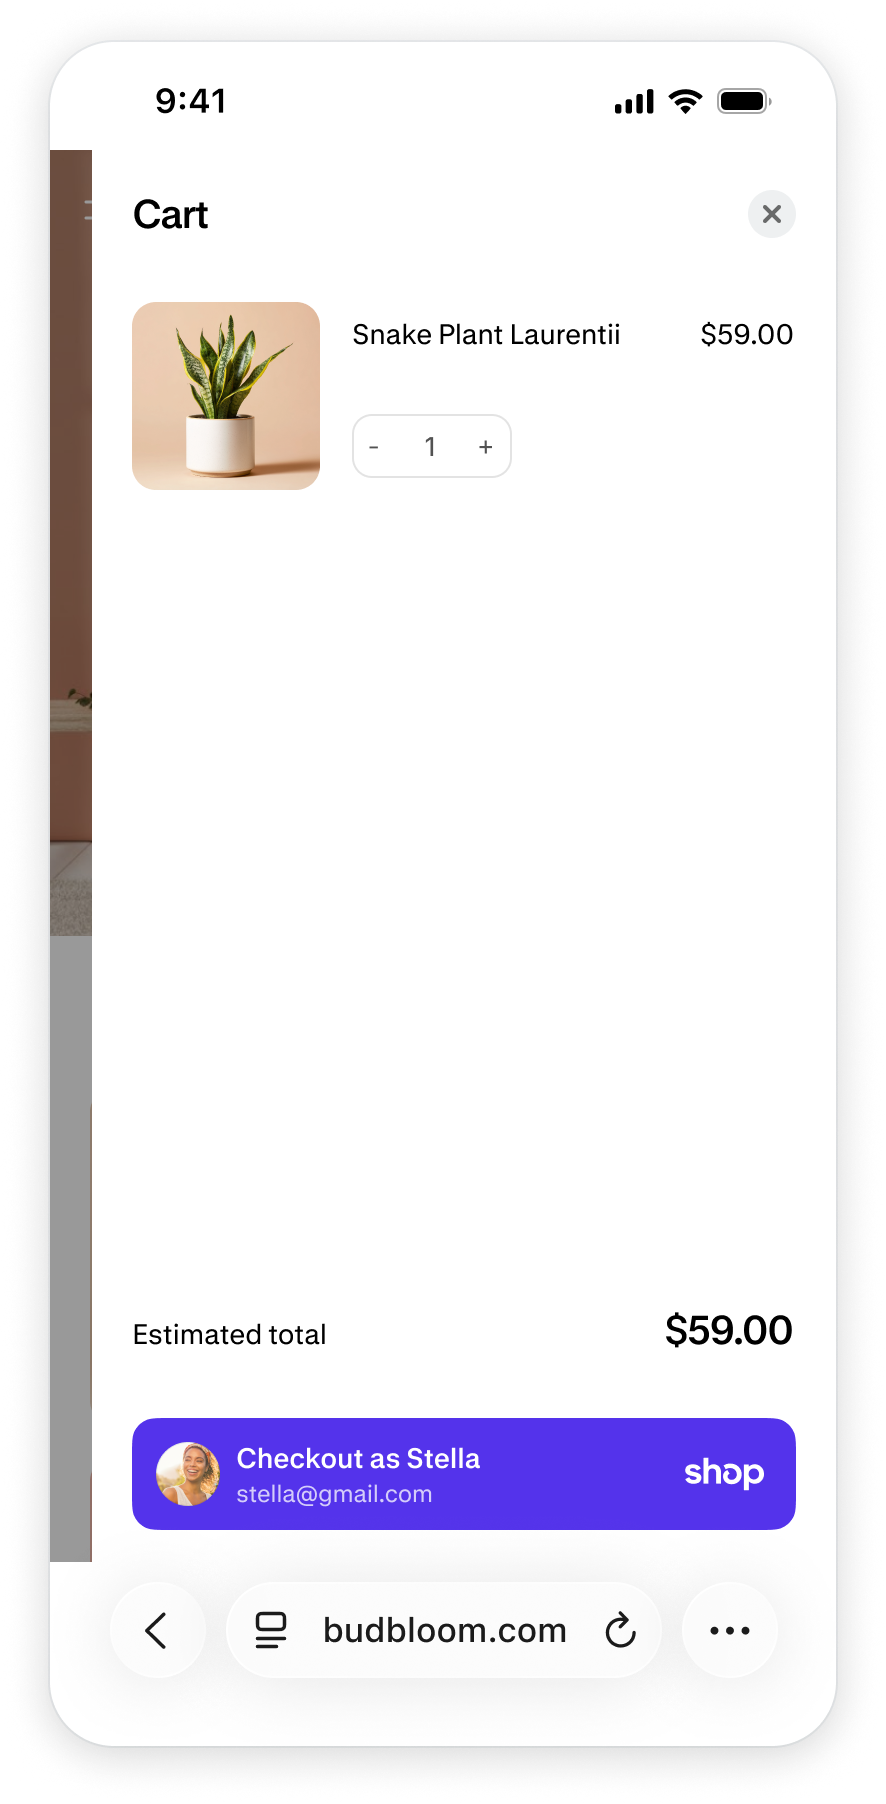 9:41
Cart
Snake Plant Laurentii $59.00
- 1 +
Estimated total $59.00
Checkout as Stella
stella@gmail.com
shop
budbloom.com